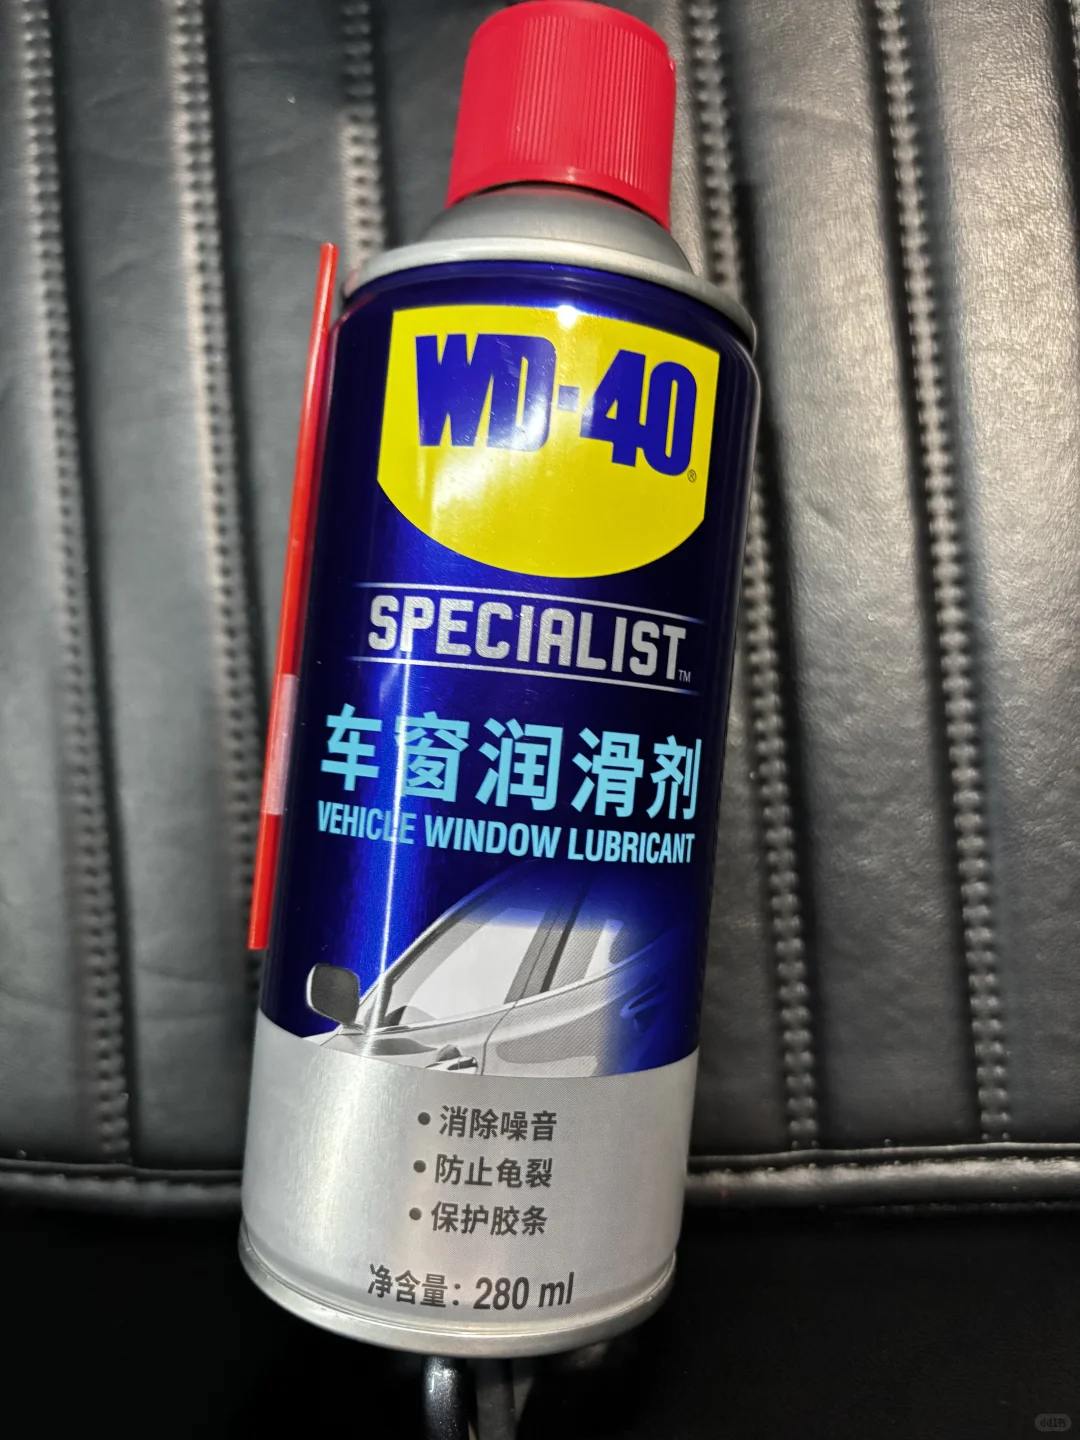 WD-40®
SPECIALIST™
车窗润滑剂
VEHICLE WINDOW LUBRICANT
• 消除噪音
• 防止龟裂
• 保护胶条
净含量：280 ml